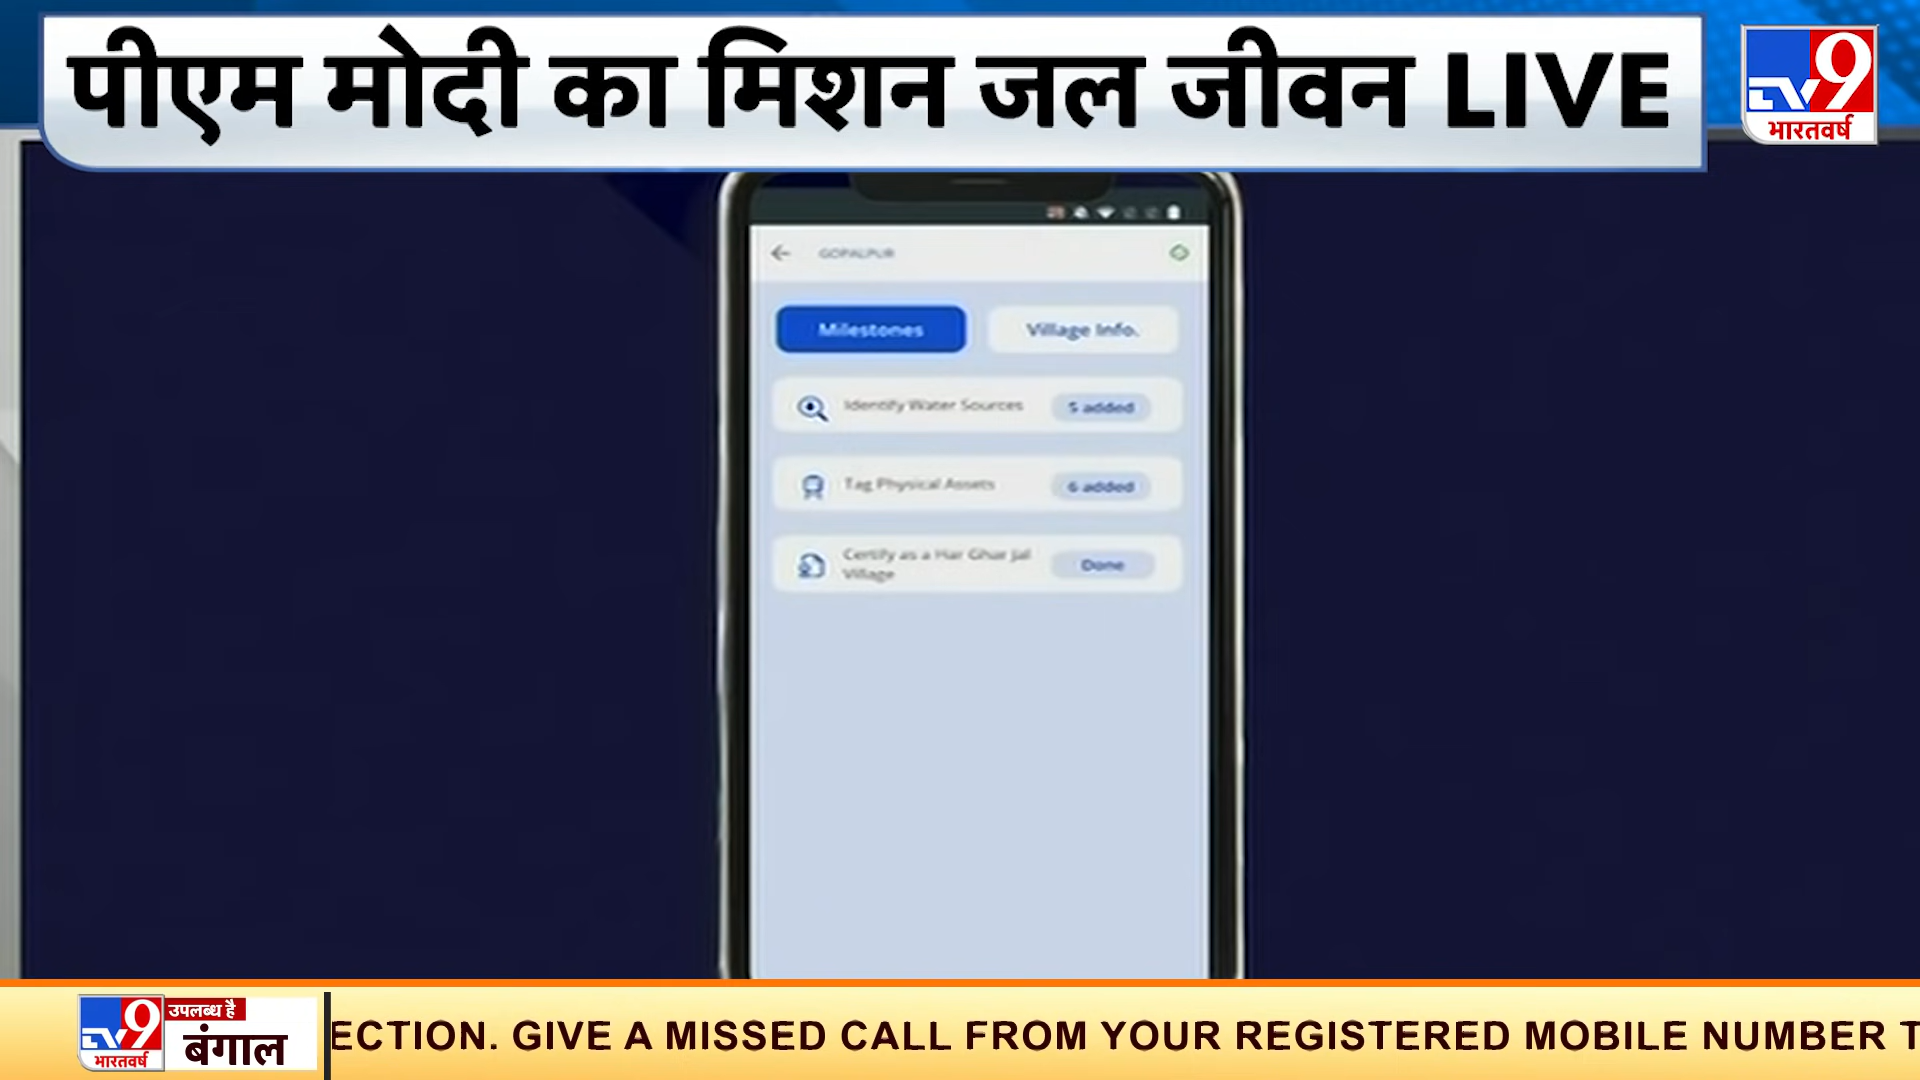 पीएम मोदी का मिशन जल जीवन LIVE
TV9
भारतवर्ष
GOPALPUR
Milestones
Village Info.
Identify Water Sources
5 added
Tag Physical Assets
6 added
Certify as a Har Ghar Jal
Village
Done
TV9
भारतवर्ष
उपलब्ध है
बंगाल
ECTION. GIVE A MISSED CALL FROM YOUR REGISTERED MOBILE NUMBER T